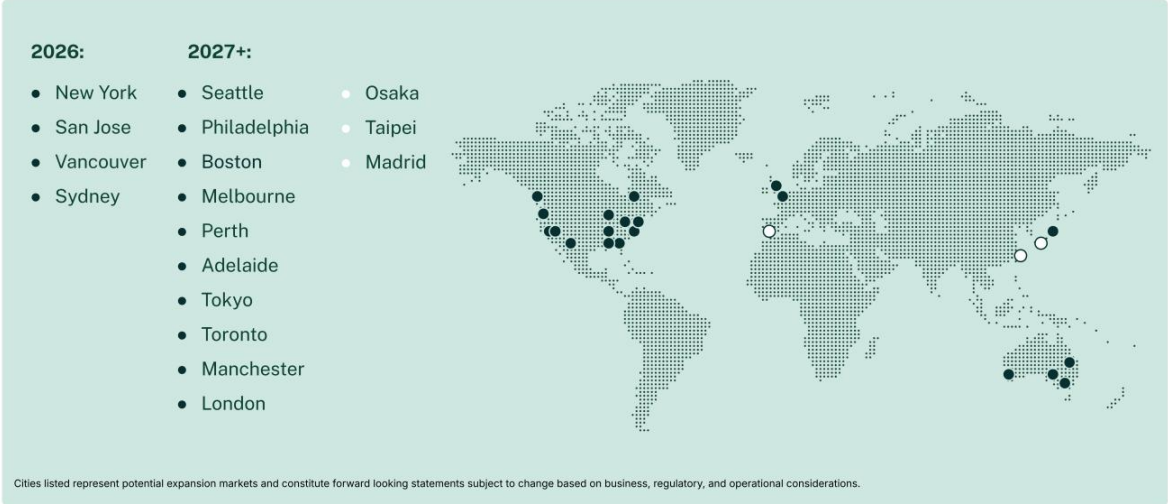 2026:
New York
San Jose
Vancouver
Sydney
2027+:
Seattle
Philadelphia
Boston
Melbourne
Perth
Adelaide
Tokyo
Toronto
Manchester
London
Osaka
Taipei
Madrid
Cities listed represent potential expansion markets and constitute forward looking statements subject to change based on business, regulatory, and operational considerations.